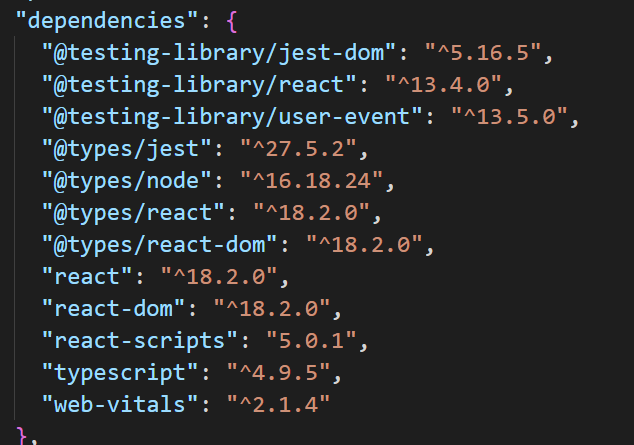 "dependencies": {
"@testing-library/jest-dom": "^5.16.5",
"@testing-library/react": "^13.4.0",
"@testing-library/user-event": "^13.5.0",
"@types/jest": "^27.5.2",
"@types/node": "^16.18.24",
"@types/react": "^18.2.0",
"@types/react-dom": "^18.2.0",
"react": "^18.2.0",
"react-dom": "^18.2.0",
"react-scripts": "5.0.1",
"typescript": "^4.9.5",
"web-vitals": "^2.1.4"
},